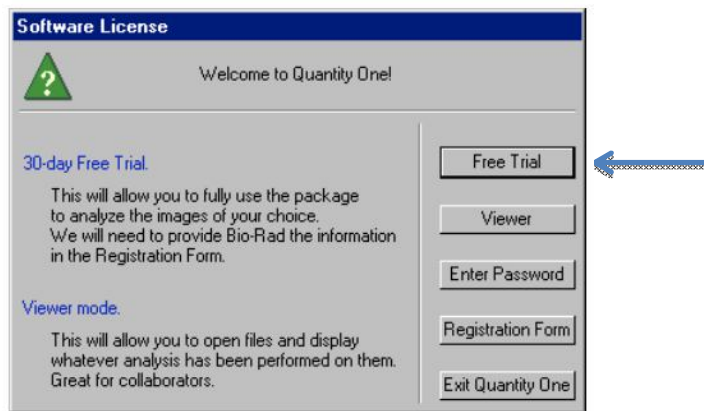 Software License
?
Welcome to Quantity One!
30-day Free Trial.
This will allow you to fully use the package
to analyze the images of your choice.
We will need to provide Bio-Rad the information
in the Registration Form.
Viewer mode.
This will allow you to open files and display
whatever analysis has been performed on them.
Great for collaborators.
Free Trial
Viewer
Enter Password
Registration Form
Exit Quantity One